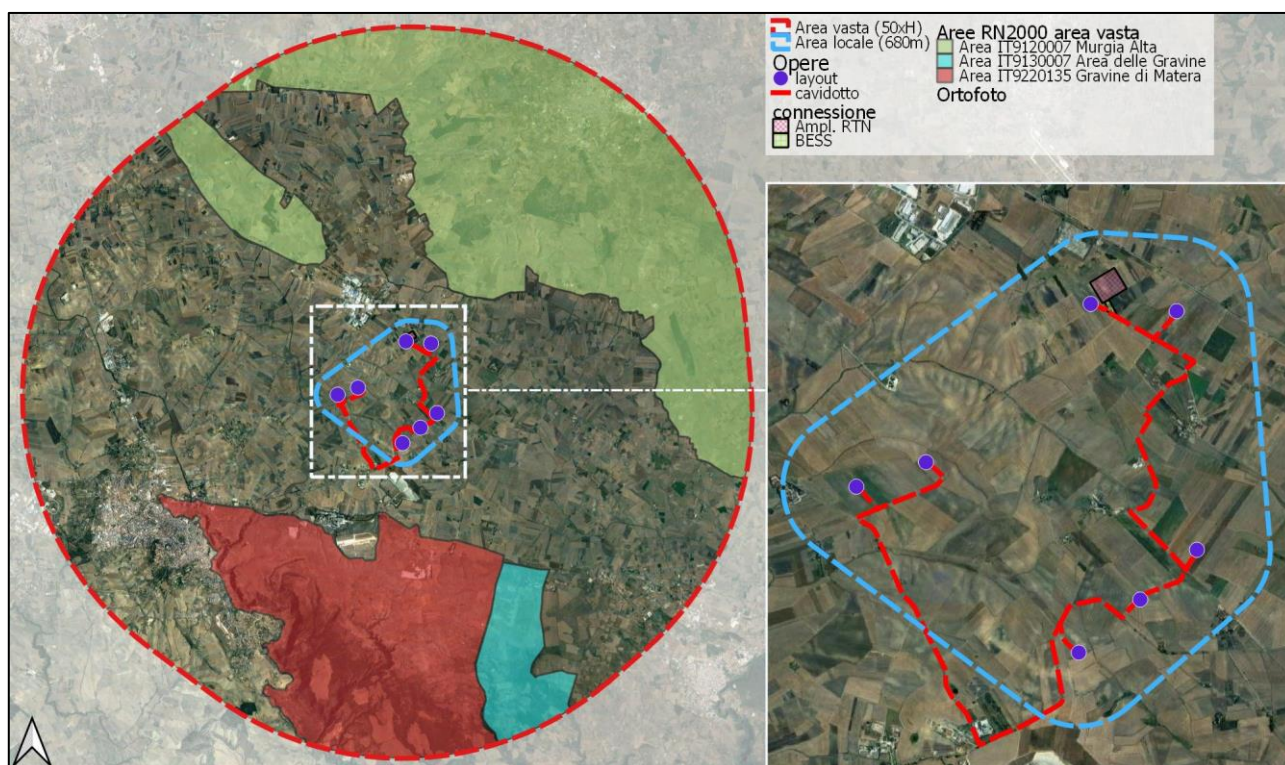 Area vasta (50xH)
Area locale (680m)
Opere
layout
cavidotto
connessione
Ampl. RTN
BESS
Aree RN2000 area vasta
Area IT9120007 Murgia Alta
Area IT9130007 Area delle Gravine
Area IT9220135 Gravine di Matera
Ortofoto